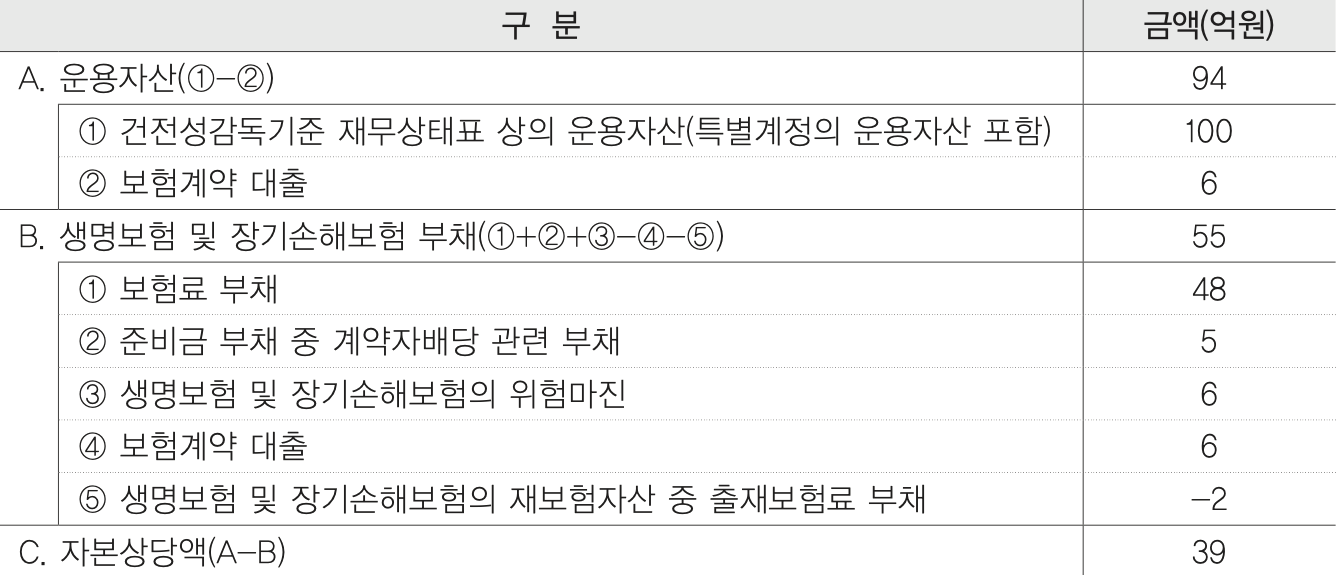 구 분 금액(억원)
A. 운용자산(①-②) 94
① 건전성감독기준 재무상태표 상의 운용자산(특별계정의 운용자산 포함) 100
② 보험계약 대출 6
B. 생명보험 및 장기손해보험 부채(①+②+③-④-⑤) 55
① 보험료 부채 48
② 준비금 부채 중 계약자배당 관련 부채 5
③ 생명보험 및 장기손해보험의 위험마진 6
④ 보험계약 대출 6
⑤ 생명보험 및 장기손해보험의 재보험자산 중 출재보험료 부채 -2
C. 자본상당액(A-B) 39